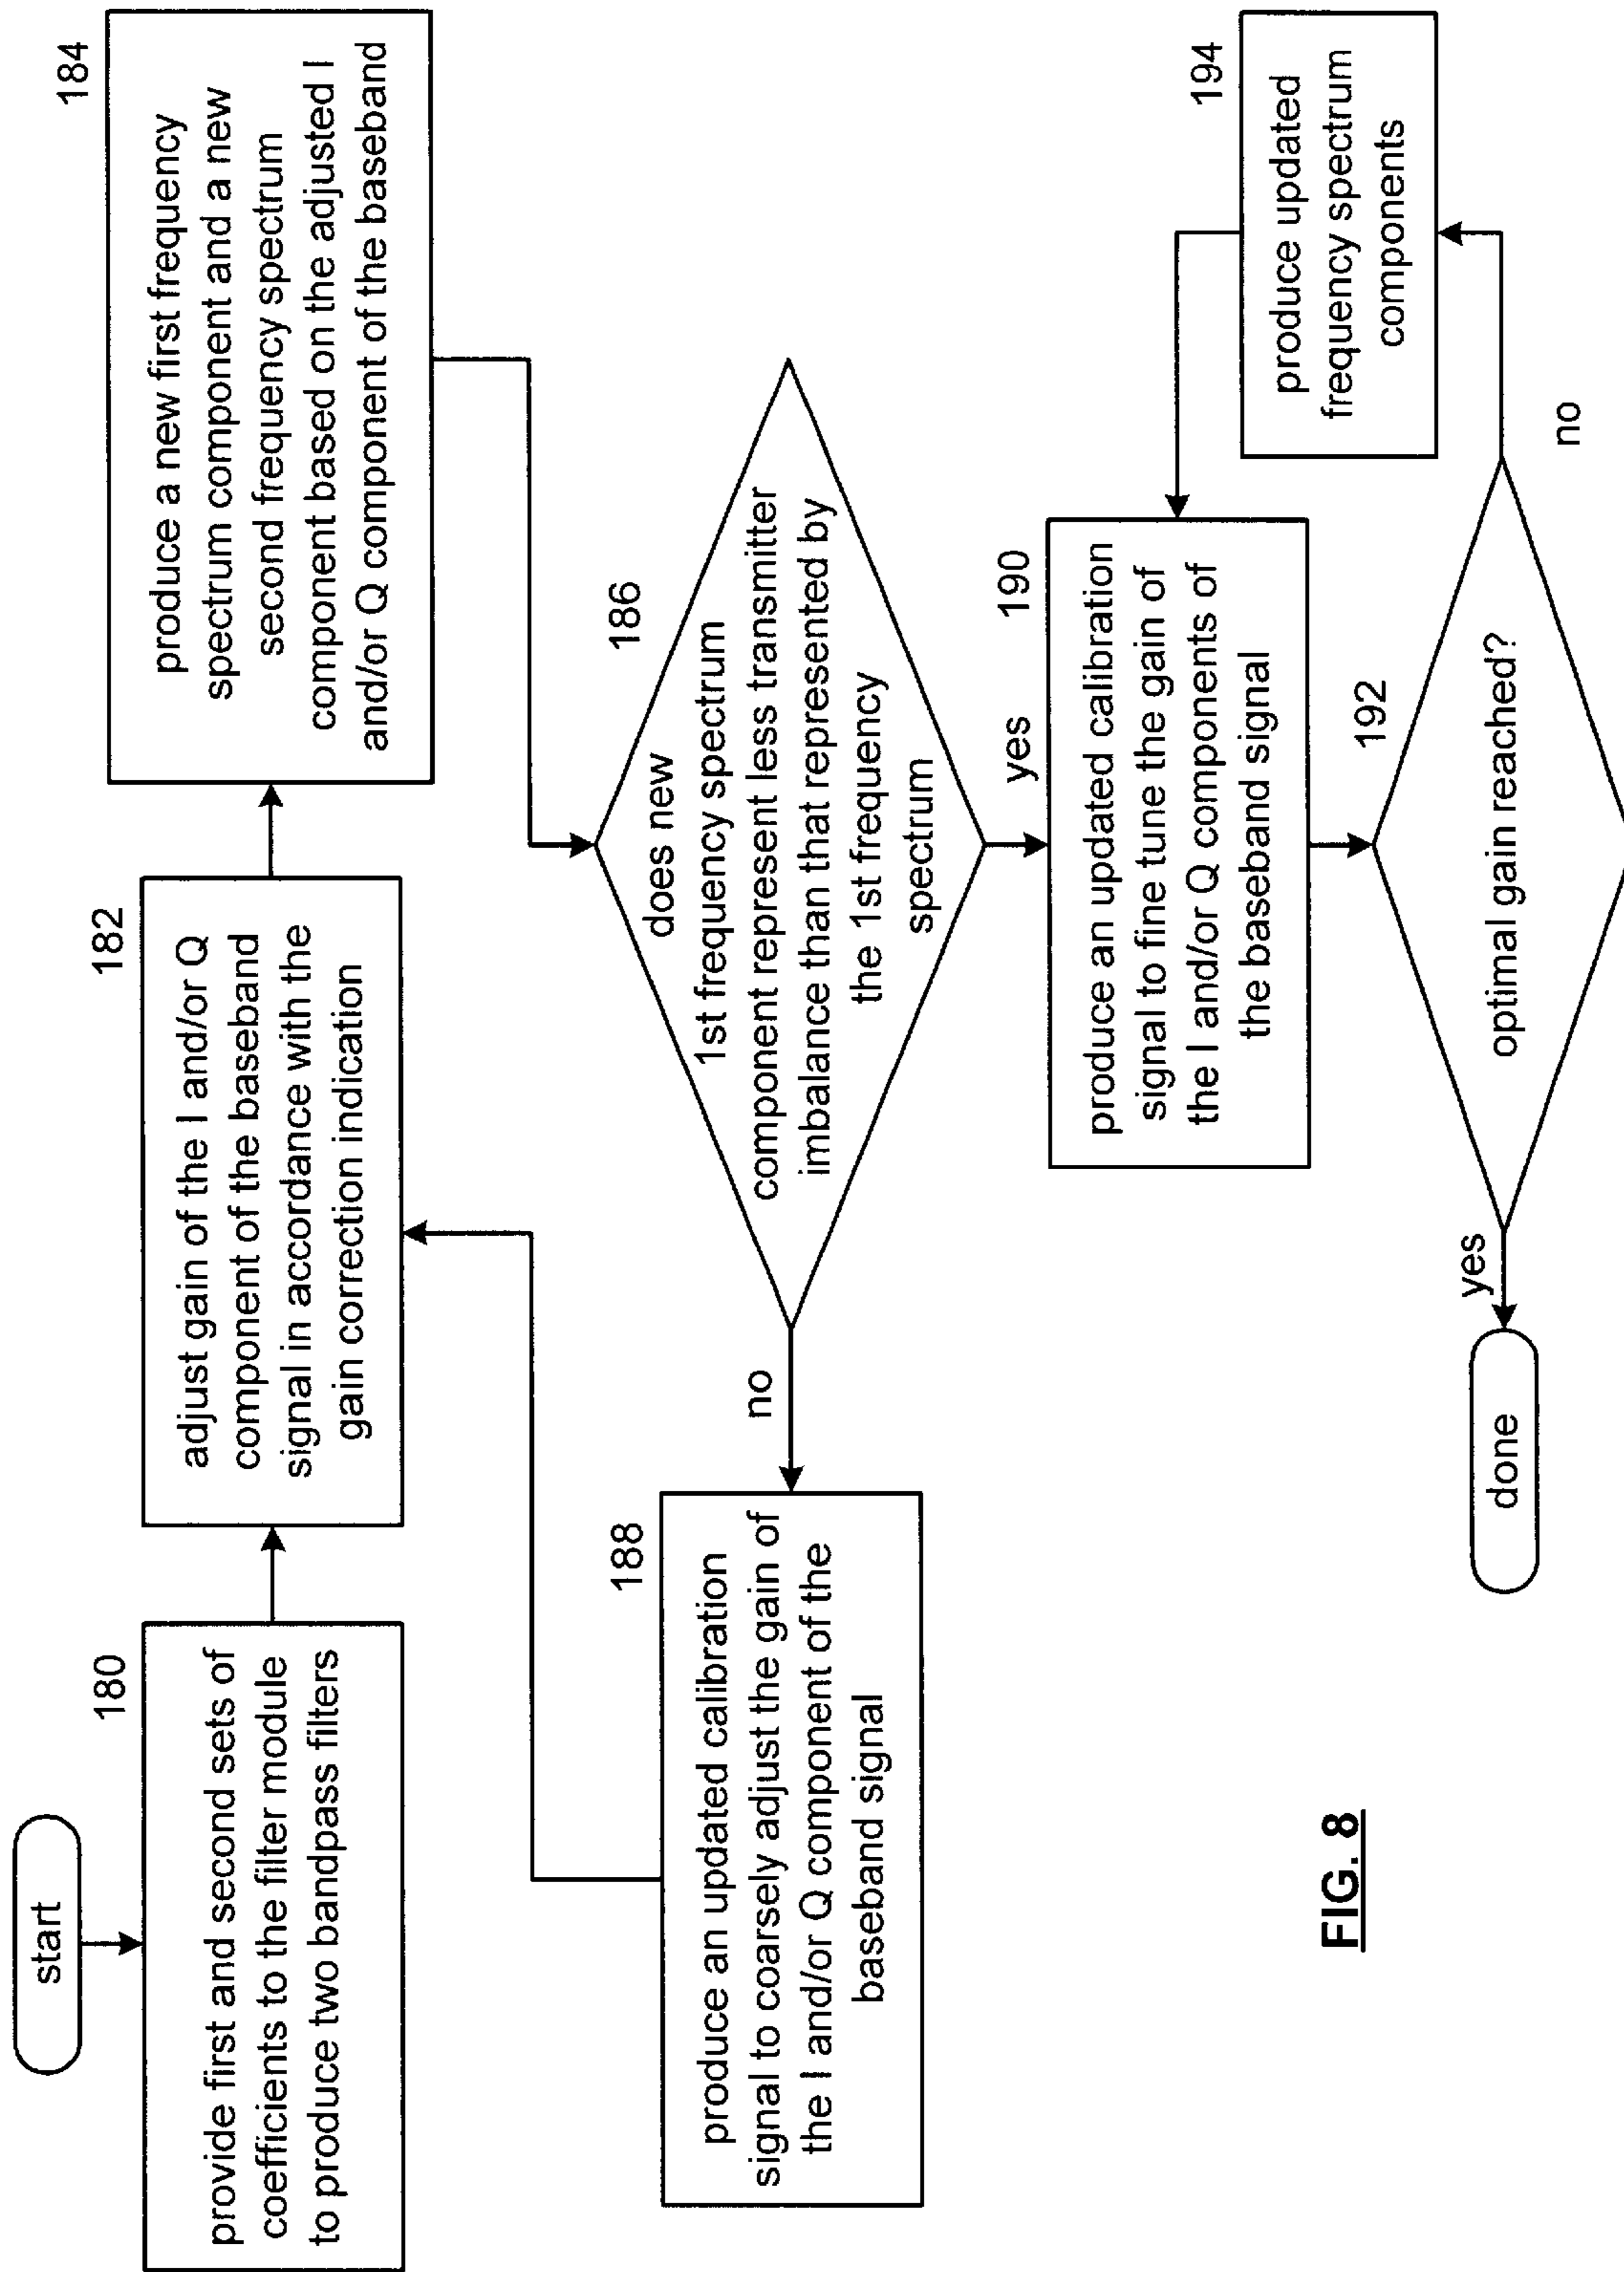 start
180
provide first and second sets of
coefficients to the filter module
to produce two bandpass filters
182
adjust gain of the I and/or Q
component of the baseband
signal in accordance with the
gain correction indication
184
produce a new first frequency
spectrum component and a new
second frequency spectrum
component based on the adjusted I
and/or Q component of the baseband
186
does new
1st frequency spectrum
component represent less transmitter
imbalance than that represented by
the 1st frequency
spectrum
no
188
produce an updated calibration
signal to coarsely adjust the gain of
the I and/or Q component of the
baseband signal
yes
190
produce an updated calibration
signal to fine tune the gain of
the I and/or Q components of
the baseband signal
192
optimal gain reached?
no
194
produce updated
frequency spectrum
components
yes
done
FIG. 8